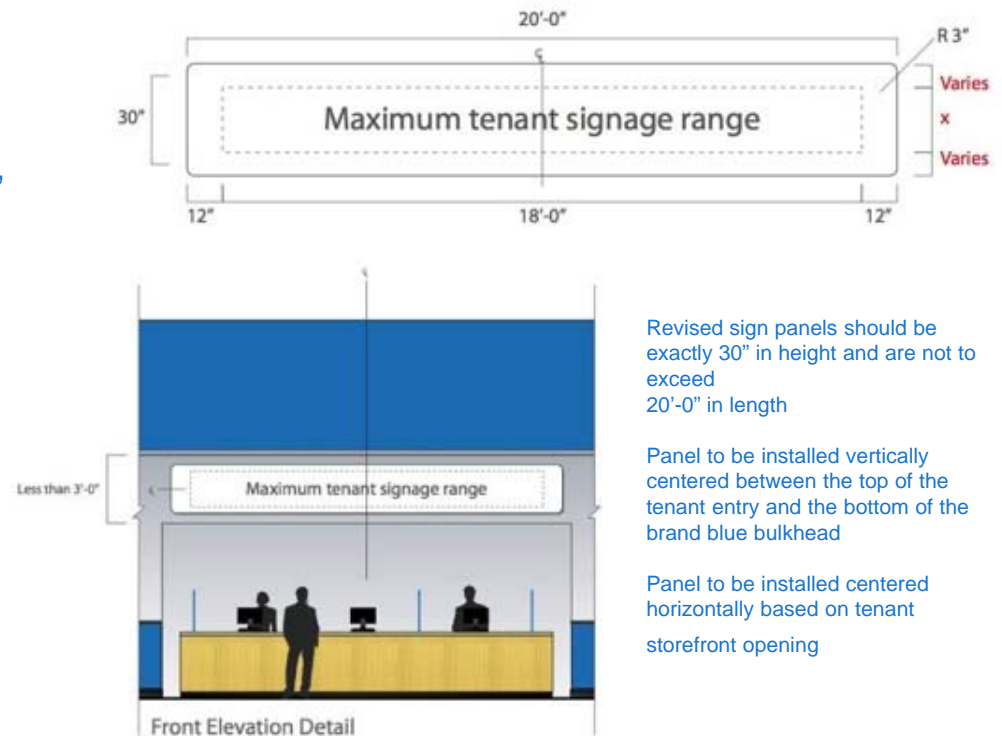 20'-0"
℄
R 3"
30"
Maximum tenant signage range
Varies
x
Varies
12"
18'-0"
12"
,
℄
Less than 3'-0"
℄
Maximum tenant signage range
Front Elevation Detail
Revised sign panels should be
exactly 30” in height and are not to
exceed
20’-0” in length
Panel to be installed vertically
centered between the top of the
tenant entry and the bottom of the
brand blue bulkhead
Panel to be installed centered
horizontally based on tenant
storefront opening